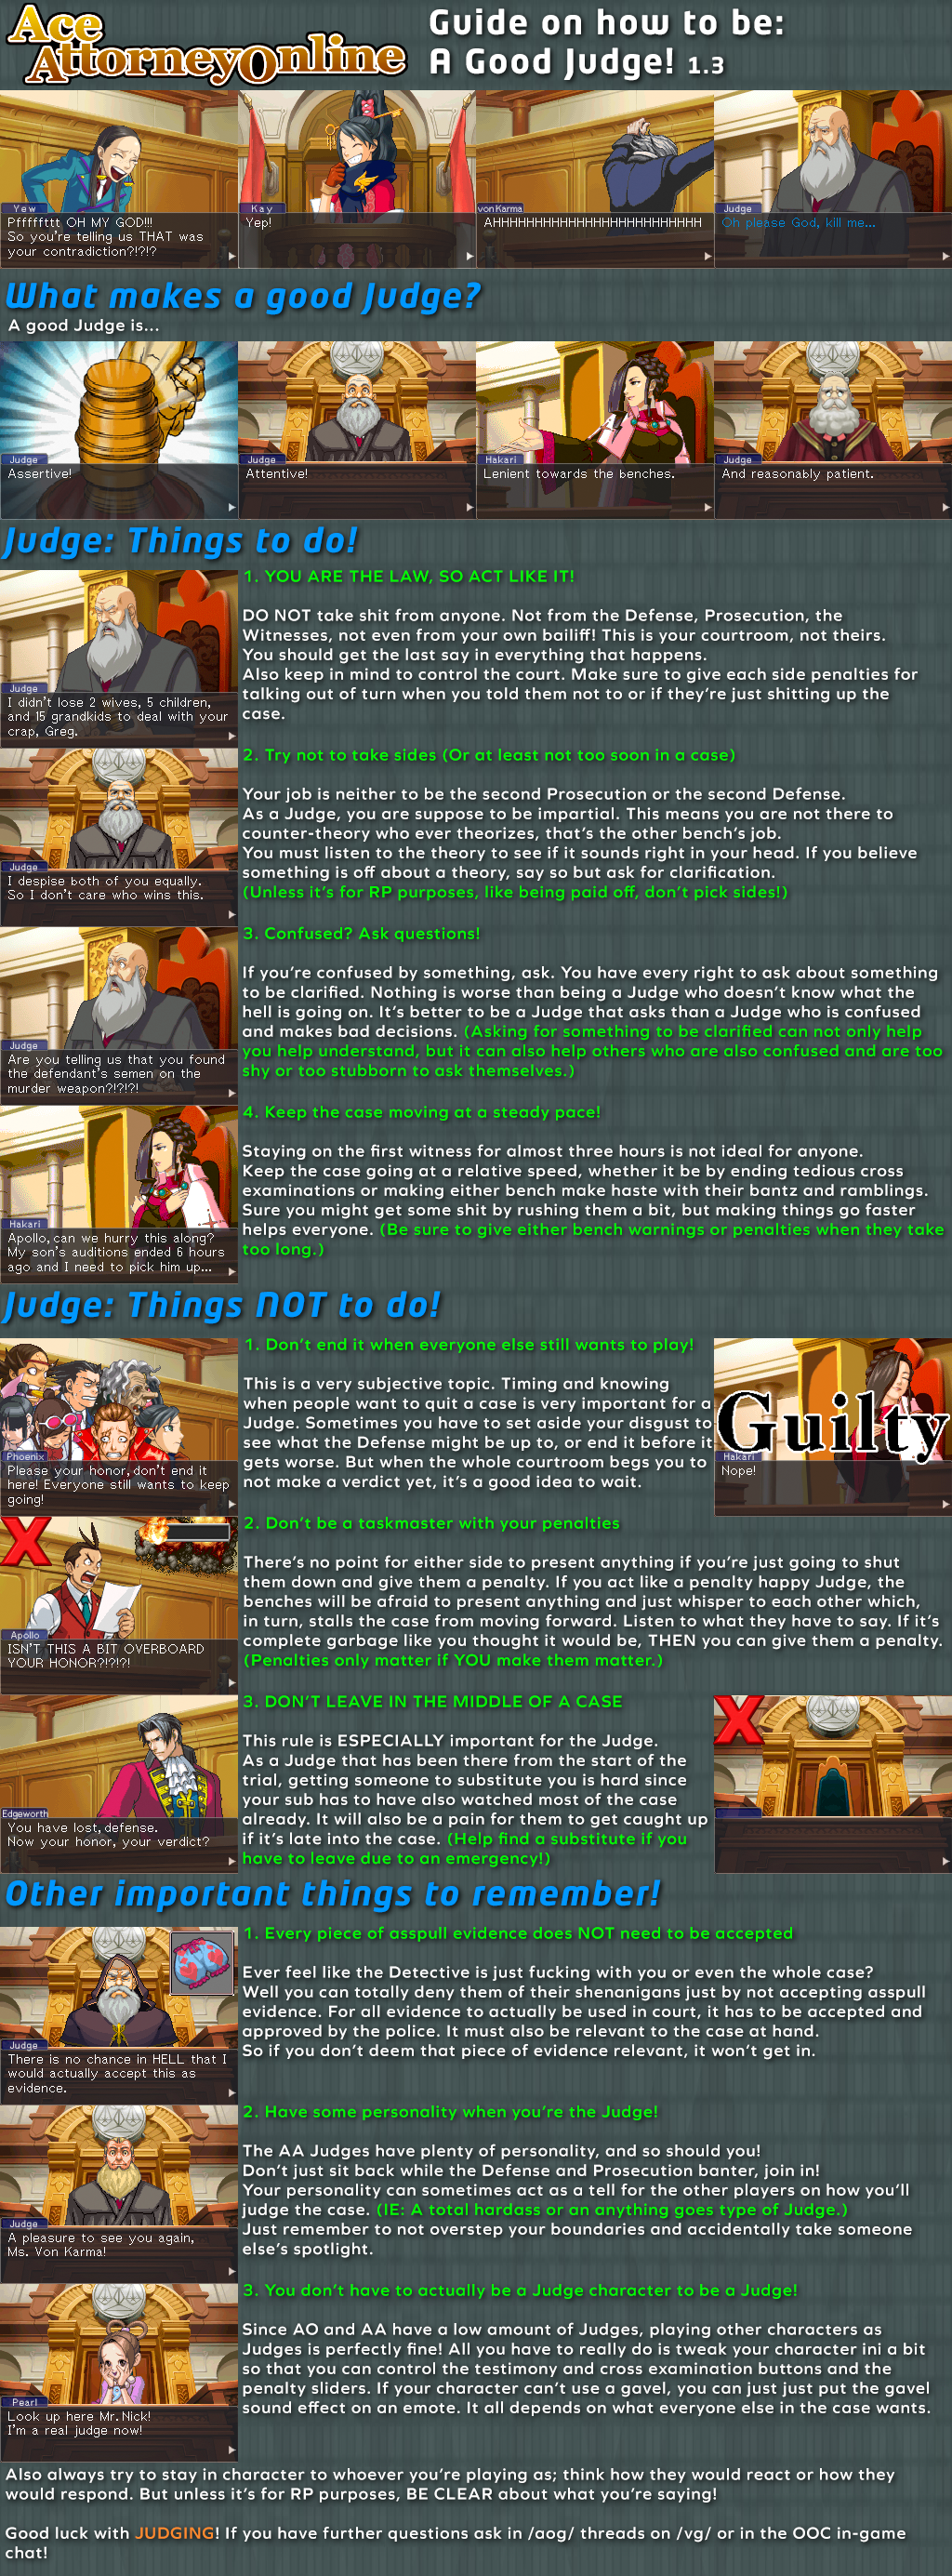 Ace
AttorneyOnline
Guide on how to be:
A Good Judge! 1.3
Yew
Pfffffttt OH MY GOD!!!
So you're telling us THAT was
your contradiction?!?!?
Kay
Yep!
vonKarma
AHHHHHHHHHHHHHHHHHHHHHHHH
Judge
Oh please God, kill me...
What makes a good Judge?
A good Judge is...
Judge
Assertive!
Judge
Attentive!
Hakari
Lenient towards the benches.
Judge
And reasonably patient.
Judge: Things to do!
Judge
I didn't lose 2 wives, 5 children,
and 15 grandkids to deal with your
crap, Greg.
1. YOU ARE THE LAW, SO ACT LIKE IT!
DO NOT take shit from anyone. Not from the Defense, Prosecution, the
Witnesses, not even from your own bailiff! This is your courtroom, not theirs.
You should get the last say in everything that happens.
Also keep in mind to control the court. Make sure to give each side penalties for
talking out of turn when you told them not to or if they're just shitting up the
case.
Judge
I despise both of you equally.
So I don't care who wins this.
2. Try not to take sides (Or at least not too soon in a case)
Your job is neither to be the second Prosecution or the second Defense.
As a Judge, you are suppose to be impartial. This means you are not there to
counter-theory who ever theorizes, that's the other bench's job.
You must listen to the theory to see if it sounds right in your head. If you believe
something is off about a theory, say so but ask for clarification.
(Unless it's for RP purposes, like being paid off, don't pick sides!)
Judge
Are you telling us that you found
the defendant's semen on the
murder weapon?!?!?!
3. Confused? Ask questions!
If you're confused by something, ask. You have every right to ask about something
to be clarified. Nothing is worse than being a Judge who doesn't know what the
hell is going on. It's better to be a Judge that asks than a Judge who is confused
and makes bad decisions. (Asking for something to be clarified can not only help
you help understand, but it can also help others who are also confused and are too
shy or too stubborn to ask themselves.)
Hakari
Apollo, can we hurry this along?
My son's auditions ended 6 hours
ago and I need to pick him up...
4. Keep the case moving at a steady pace!
Staying on the first witness for almost three hours is not ideal for anyone.
Keep the case going at a relative speed, whether it be by ending tedious cross
examinations or making either bench make haste with their bantz and ramblings.
Sure you might get some shit by rushing them a bit, but making things go faster
helps everyone. (Be sure to give either bench warnings or penalties when they take
too long.)
Judge: Things NOT to do!
Phoenix
Please your honor, don't end it
here! Everyone still wants to keep
going!
1. Don't end it when everyone else still wants to play!
This is a very subjective topic. Timing and knowing
when people want to quit a case is very important for a
Judge. Sometimes you have to set aside your disgust to
see what the Defense might be up to, or end it before it
gets worse. But when the whole courtroom begs you to
not make a verdict yet, it's a good idea to wait.
Guilty
Hakari
Nope!
Apollo
ISN'T THIS A BIT OVERBOARD
YOUR HONOR?!?!?!
2. Don't be a taskmaster with your penalties
There's no point for either side to present anything if you're just going to shut
them down and give them a penalty. If you act like a penalty happy Judge, the
benches will be afraid to present anything and just whisper to each other which,
in turn, stalls the case from moving forward. Listen to what they have to say. If it's
complete garbage like you thought it would be, THEN you can give them a penalty.
(Penalties only matter if YOU make them matter.)
Edgeworth
You have lost, defense.
Now your honor, your verdict?
3. DON'T LEAVE IN THE MIDDLE OF A CASE
This rule is ESPECIALLY important for the Judge.
As a Judge that has been there from the start of the
trial, getting someone to substitute you is hard since
your sub has to have also watched most of the case
already. It will also be a pain for them to get caught up
if it's late into the case. (Help find a substitute if you
have to leave due to an emergency!)
Other important things to remember!
Judge
There is no chance in HELL that I
would actually accept this as
evidence.
1. Every piece of asspull evidence does NOT need to be accepted
Ever feel like the Detective is just fucking with you or even the whole case?
Well you can totally deny them of their shenanigans just by not accepting asspull
evidence. For all evidence to actually be used in court, it has to be accepted and
approved by the police. It must also be relevant to the case at hand.
So if you don't deem that piece of evidence relevant, it won't get in.
Judge
A pleasure to see you again,
Ms. Von Karma!
2. Have some personality when you're the Judge!
The AA Judges have plenty of personality, and so should you!
Don't just sit back while the Defense and Prosecution banter, join in!
Your personality can sometimes act as a tell for the other players on how you'll
judge the case. (IE: A total hardass or an anything goes type of Judge.)
Just remember to not overstep your boundaries and accidentally take someone
else's spotlight.
Pearl
Look up here Mr. Nick!
I'm a real judge now!
3. You don't have to actually be a Judge character to be a Judge!
Since AO and AA have a low amount of Judges, playing other characters as
Judges is perfectly fine! All you have to really do is tweak your character ini a bit
so that you can control the testimony and cross examination buttons and the
penalty sliders. If your character can't use a gavel, you can just just put the gavel
sound effect on an emote. It all depends on what everyone else in the case wants.
Also always try to stay in character to whoever you're playing as; think how they would react or how they
would respond. But unless it's for RP purposes, BE CLEAR about what you're saying!
Good luck with JUDGING! If you have further questions ask in /aog/ threads on /vg/ or in the OOC in-game
chat!